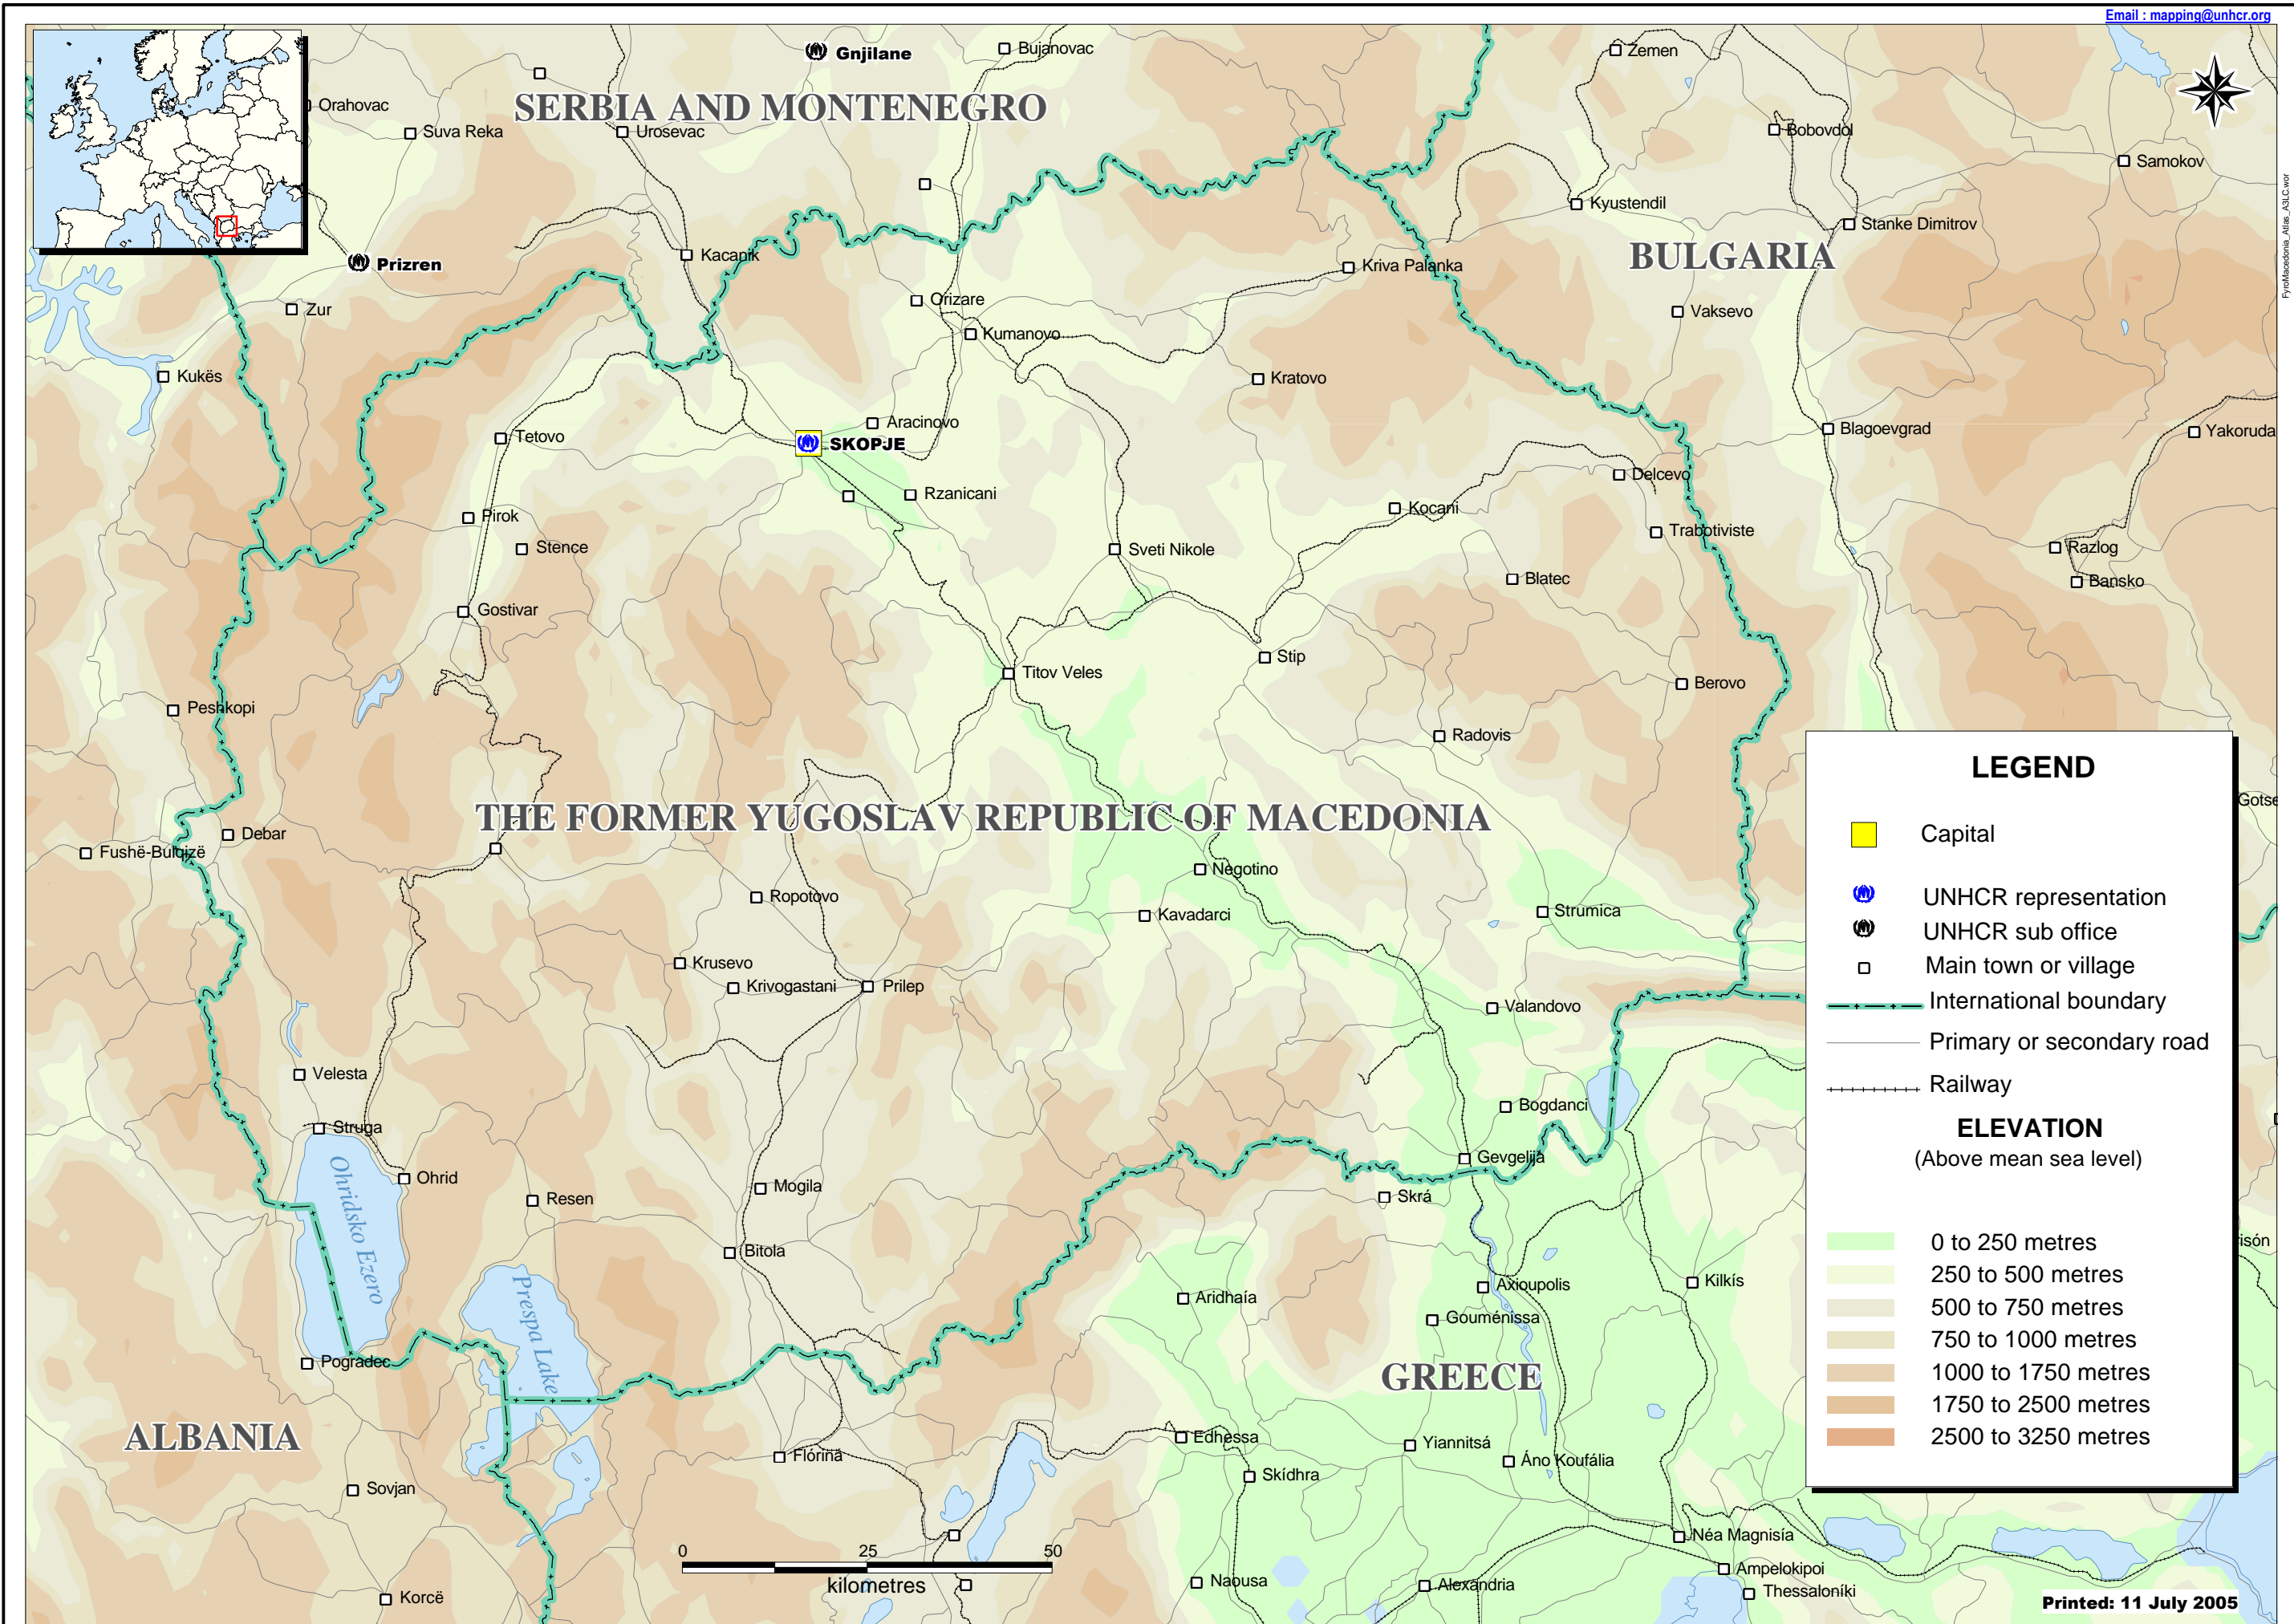 Email : mapping@unhcr.org
FyroMacedonia_Atlas_A3LC.wor
Gnjilane
Bujanovac
Zemen
Orahovac
SERBIA AND MONTENEGRO
Suva Reka
Urosevac
Bobovdol
Samokov
Kyustendil
Stanke Dimitrov
Prizren
Kacanik
Kriva Palanka
BULGARIA
Zur
Orizare
Vaksevo
Kumanovo
Kukës
Kratovo
Aracinovo
Tetovo
SKOPJE
Blagoevgrad
Yakoruda
Delcevo
Rzanicani
Kocani
Pirok
Trabotiviste
Stence
Sveti Nikole
Razlog
Blatec
Bansko
Gostivar
Stip
Titov Veles
Berovo
Peshkopi
Radovis
THE FORMER YUGOSLAV REPUBLIC OF MACEDONIA
Gotse
Debar
Fushë-Bulqizë
Negotino
Ropotovo
Kavadarci
Strumica
Krusevo
Krivogastani
Prilep
Valandovo
Velesta
Bogdanci
Struga
Ohridsko Ezero
Gevgelija
Ohrid
Mogila
Skrá
Resen
Bitola
isón
Prespa Lake
Axioupolis
Kilkís
Aridhaía
Gouménissa
Pogradec
GREECE
ALBANIA
Edhessa
Yiannitsá
Flórina
Áno Koufália
Skídhra
Sovjan
Néa Magnisía
Ampelokipoi
Naousa
Alexándria
Thessaloníki
Korcë
0 25 50
kilometres
LEGEND
Capital
UNHCR representation
UNHCR sub office
Main town or village
International boundary
Primary or secondary road
Railway
ELEVATION
(Above mean sea level)
0 to 250 metres
250 to 500 metres
500 to 750 metres
750 to 1000 metres
1000 to 1750 metres
1750 to 2500 metres
2500 to 3250 metres
Printed: 11 July 2005